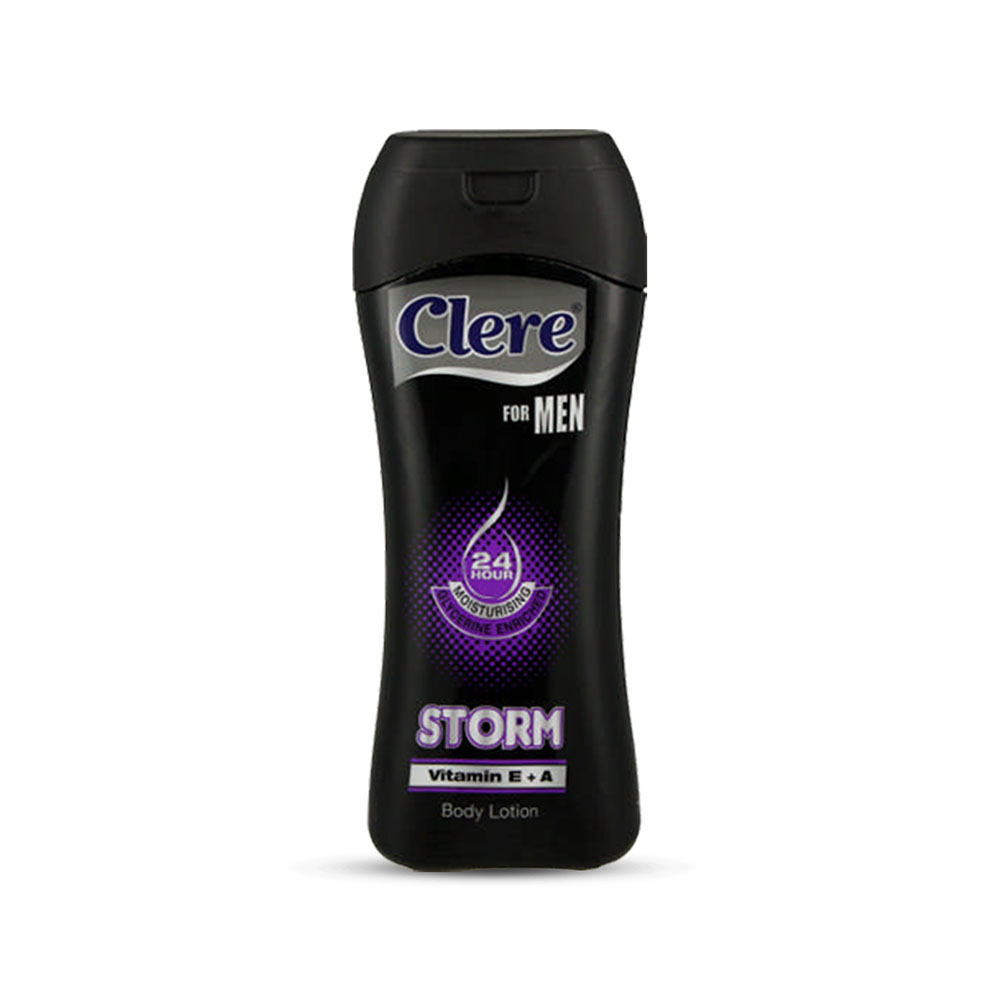 Clere®
FOR MEN
24
HOUR
MOISTURISING
GLYCERINE ENRICHED
STORM
Vitamin E + A
Body Lotion